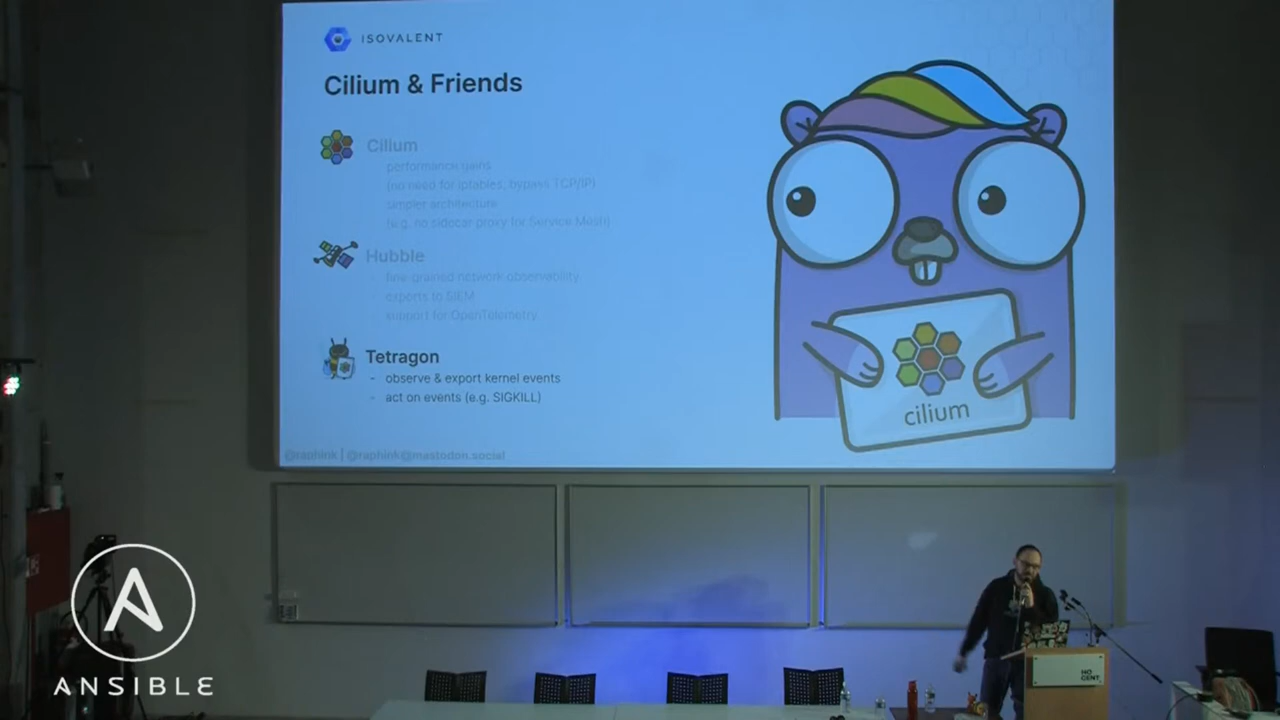 ISOVALENT
Cilium & Friends
Cilium
performance gains
(no need for iptables, bypass TCP/IP)
simpler architecture
(e.g. no sidecar proxy for Service Mesh)
Hubble
fine-grained network observability
exports to SIEM
support for OpenTelemetry
Tetragon
- observe & export kernel events
- act on events (e.g. SIGKILL)
@raphink | @raphink@mastodon.social
cilium
HO
GENT
ANSIBLE